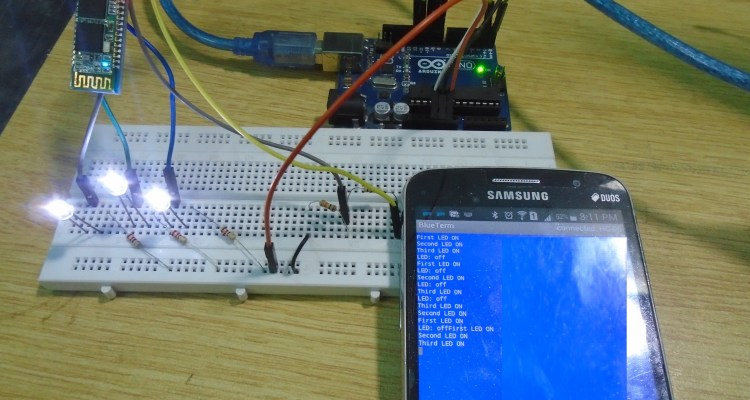 UNO
ARDUINO
SAMSUNG
DUOS
8:11 PM
BlueTerm
First LED ON
Second LED ON
Third LED ON
LED: off
First LED ON
LED: off
Second LED ON
LED: off
Third LED ON
LED: off
Third LED ON
Second LED ON
First LED ON
LED: offFirst LED ON
Second LED ON
Third LED ON